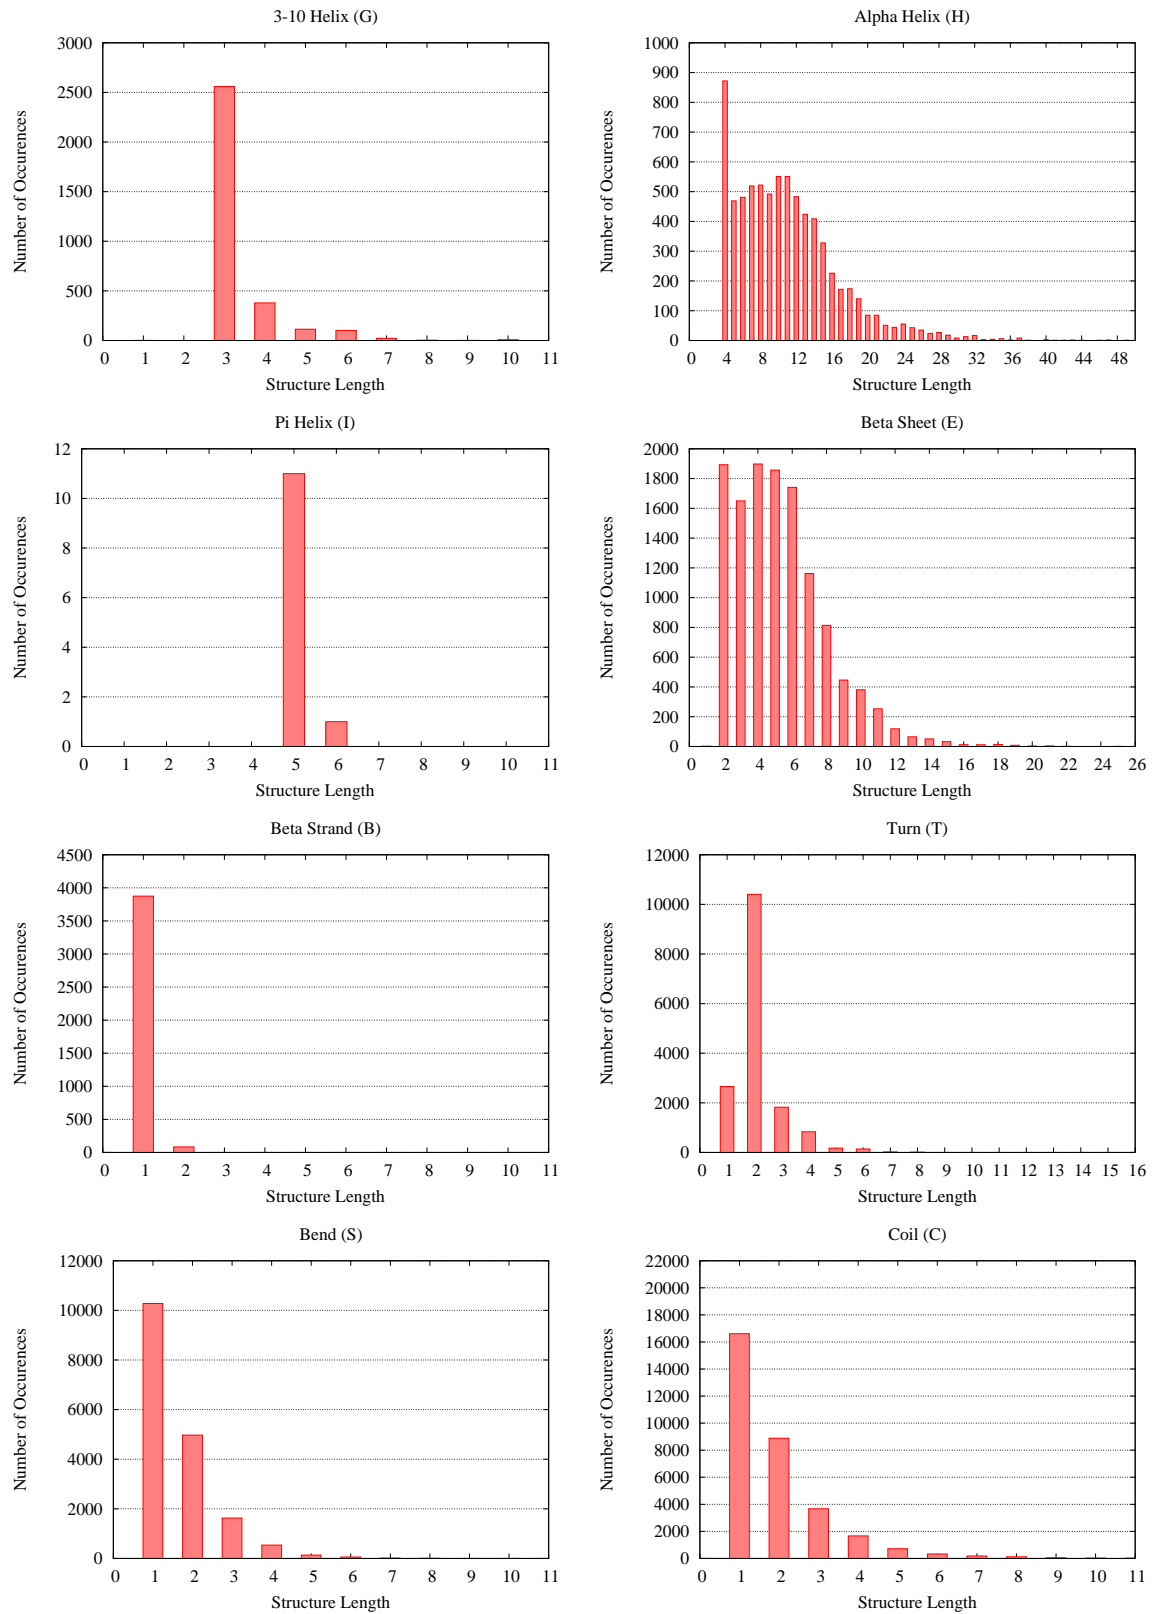 3-10 Helix (G)
Number of Occurences
3000
2500
2000
1500
1000
500
0
0 1 2 3 4 5 6 7 8 9 10 11
Structure Length
Alpha Helix (H)
Number of Occurences
1000
900
800
700
600
500
400
300
200
100
0
0 4 8 12 16 20 24 28 32 36 40 44 48
Structure Length
Pi Helix (I)
Number of Occurences
12
10
8
6
4
2
0
0 1 2 3 4 5 6 7 8 9 10 11
Structure Length
Beta Sheet (E)
Number of Occurences
2000
1800
1600
1400
1200
1000
800
600
400
200
0
0 2 4 6 8 10 12 14 16 18 20 22 24 26
Structure Length
Beta Strand (B)
Number of Occurences
4500
4000
3500
3000
2500
2000
1500
1000
500
0
0 1 2 3 4 5 6 7 8 9 10 11
Structure Length
Turn (T)
Number of Occurences
12000
10000
8000
6000
4000
2000
0
0 1 2 3 4 5 6 7 8 9 10 11 12 13 14 15 16
Structure Length
Bend (S)
Number of Occurences
12000
10000
8000
6000
4000
2000
0
0 1 2 3 4 5 6 7 8 9 10 11
Structure Length
Coil (C)
Number of Occurences
22000
20000
18000
16000
14000
12000
10000
8000
6000
4000
2000
0
0 1 2 3 4 5 6 7 8 9 10 11
Structure Length